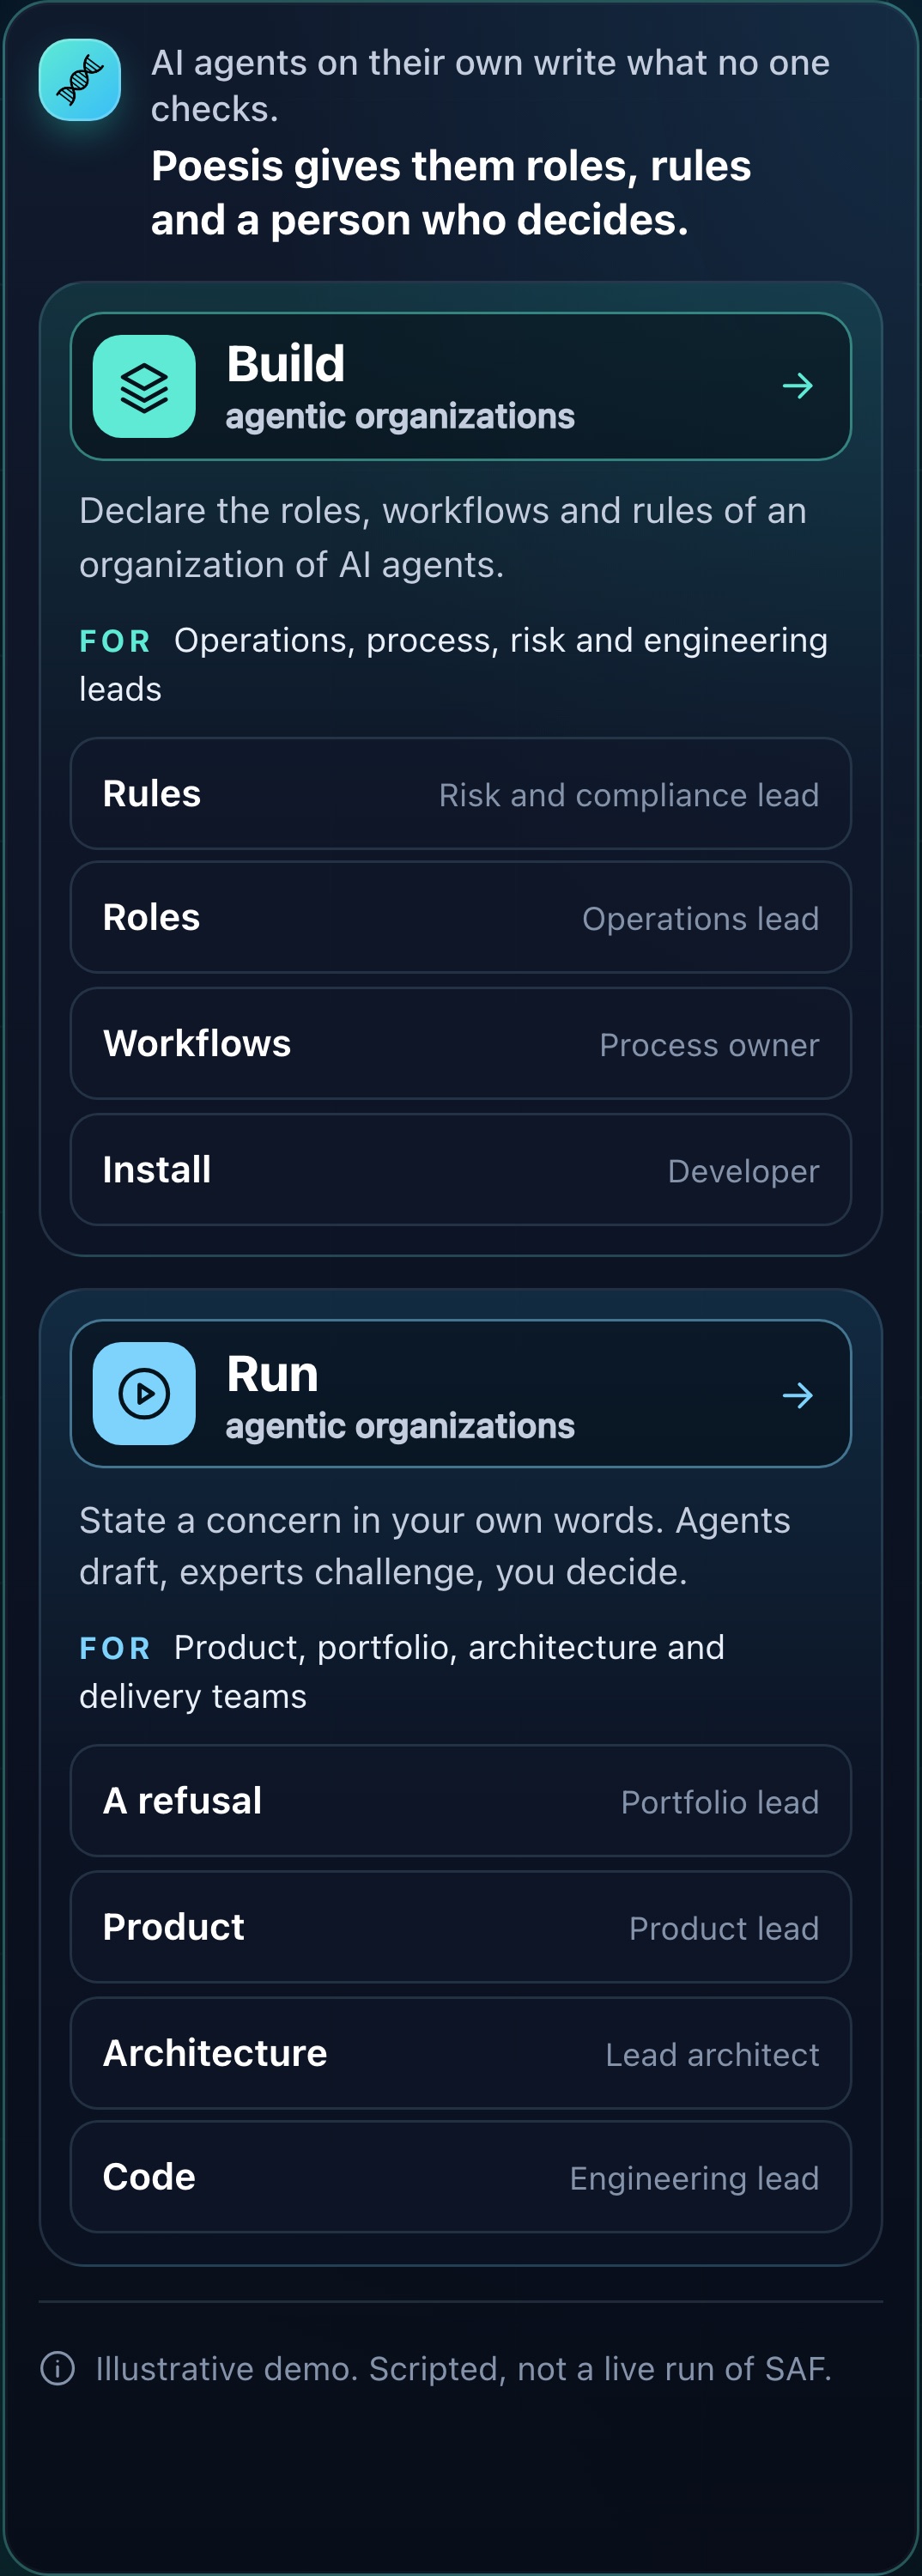 AI agents on their own write what no one
checks.
Poesis gives them roles, rules
and a person who decides.
Build
agentic organizations
Declare the roles, workflows and rules of an
organization of AI agents.
FOR Operations, process, risk and engineering
leads
Rules Risk and compliance lead
Roles Operations lead
Workflows Process owner
Install Developer
Run
agentic organizations
State a concern in your own words. Agents
draft, experts challenge, you decide.
FOR Product, portfolio, architecture and
delivery teams
A refusal Portfolio lead
Product Product lead
Architecture Lead architect
Code Engineering lead
Illustrative demo. Scripted, not a live run of SAF.